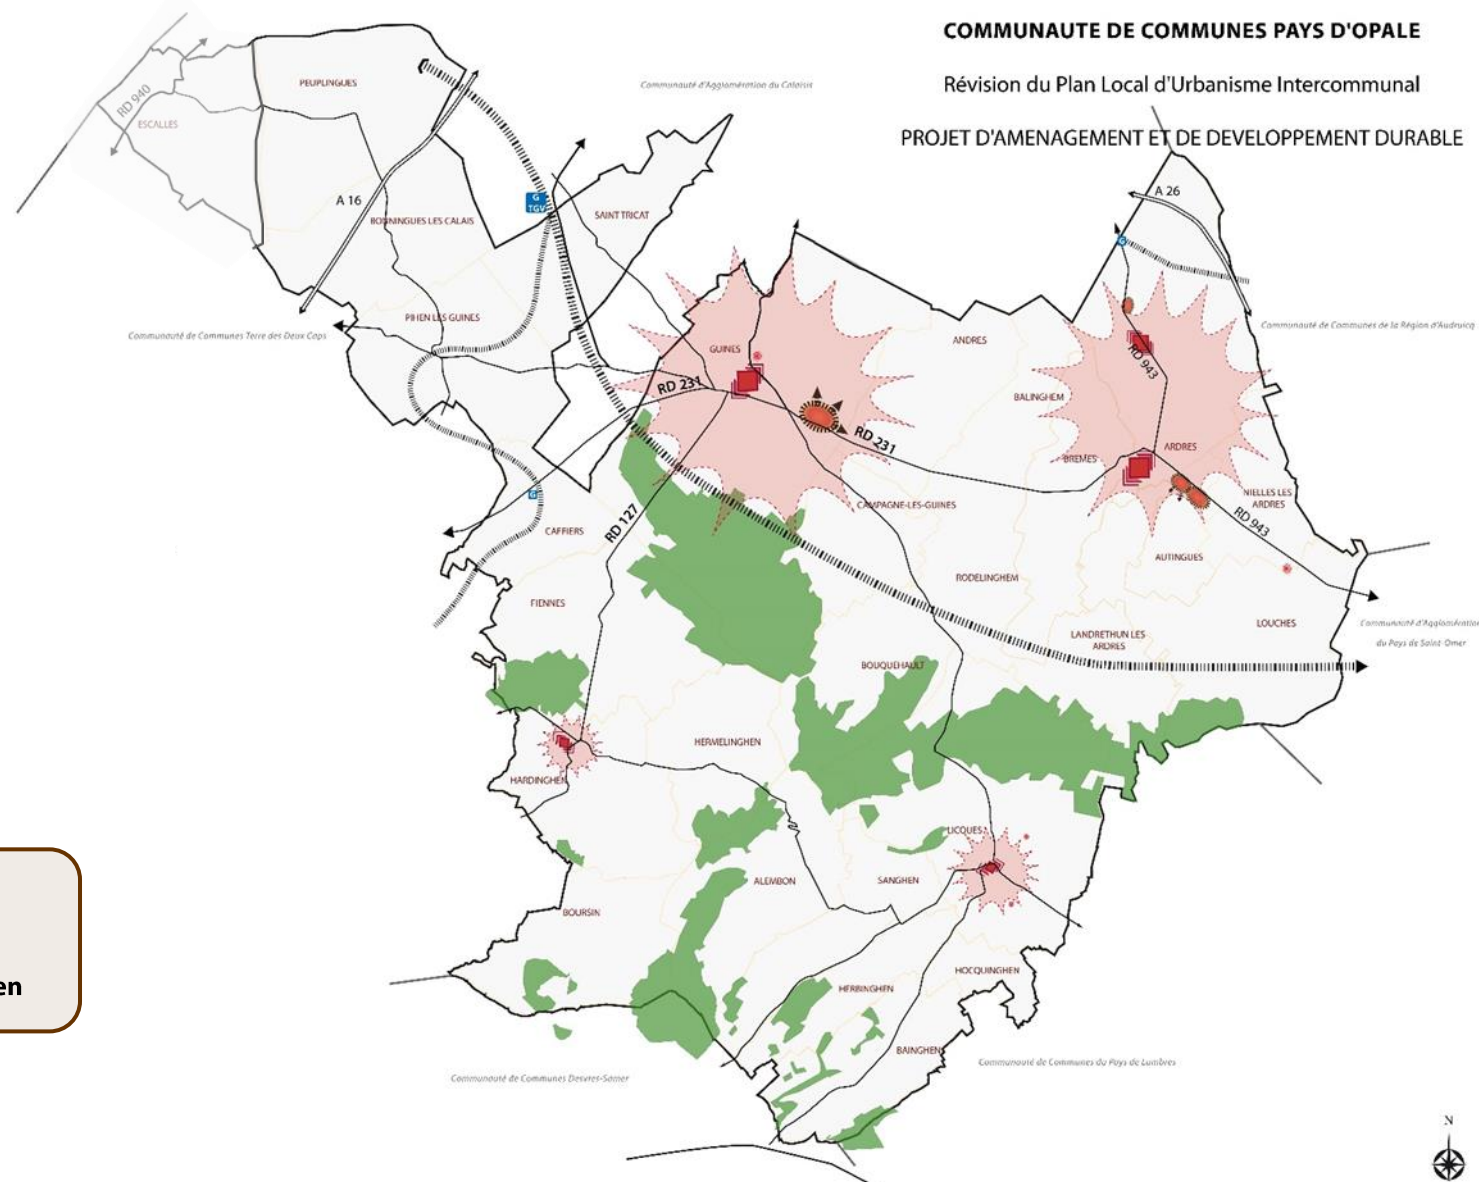 COMMUNAUTE DE COMMUNES PAYS D'OPALE
Révision du Plan Local d'Urbanisme Intercommunal
PROJET D'AMENAGEMENT ET DE DEVELOPPEMENT DURABLE
Communauté d'Agglomération du Calaisis
PEUPLINGUES
RD 940
ESCALLES
A 16
BONNINGUES LES CALAIS
G
TGV
SAINT TRICAT
A 26
G
PIHEN LES GUINES
Communauté de Communes Terre des Deux Caps
Communauté de Communes de la Région d'Audruicq
GUINES
ANDRES
RD 943
RD 231
BALINGHEM
RD 231
ARDRES
BREMES
G
NIELLES LES
ARDRES
CAMPAGNE-LES-GUINES
RD 127
RD 943
CAFFIERS
AUTINGUES
RODELINGHEM
FIENNES
LOUCHES
Communauté d'Agglomération
du Pays de Saint-Omer
LANDRETHUN LES
ARDRES
BOUQUEHAULT
HERMELINGHEN
HARDINGHEN
LICQUES
ALEMBON
SANGHEN
BOURSIN
HOCQUINGHEN
HERBINGHEN
en
BAINGHEN
Communauté de Communes du Pays de Lumbres
Communauté de Communes Desvres-Samer
N